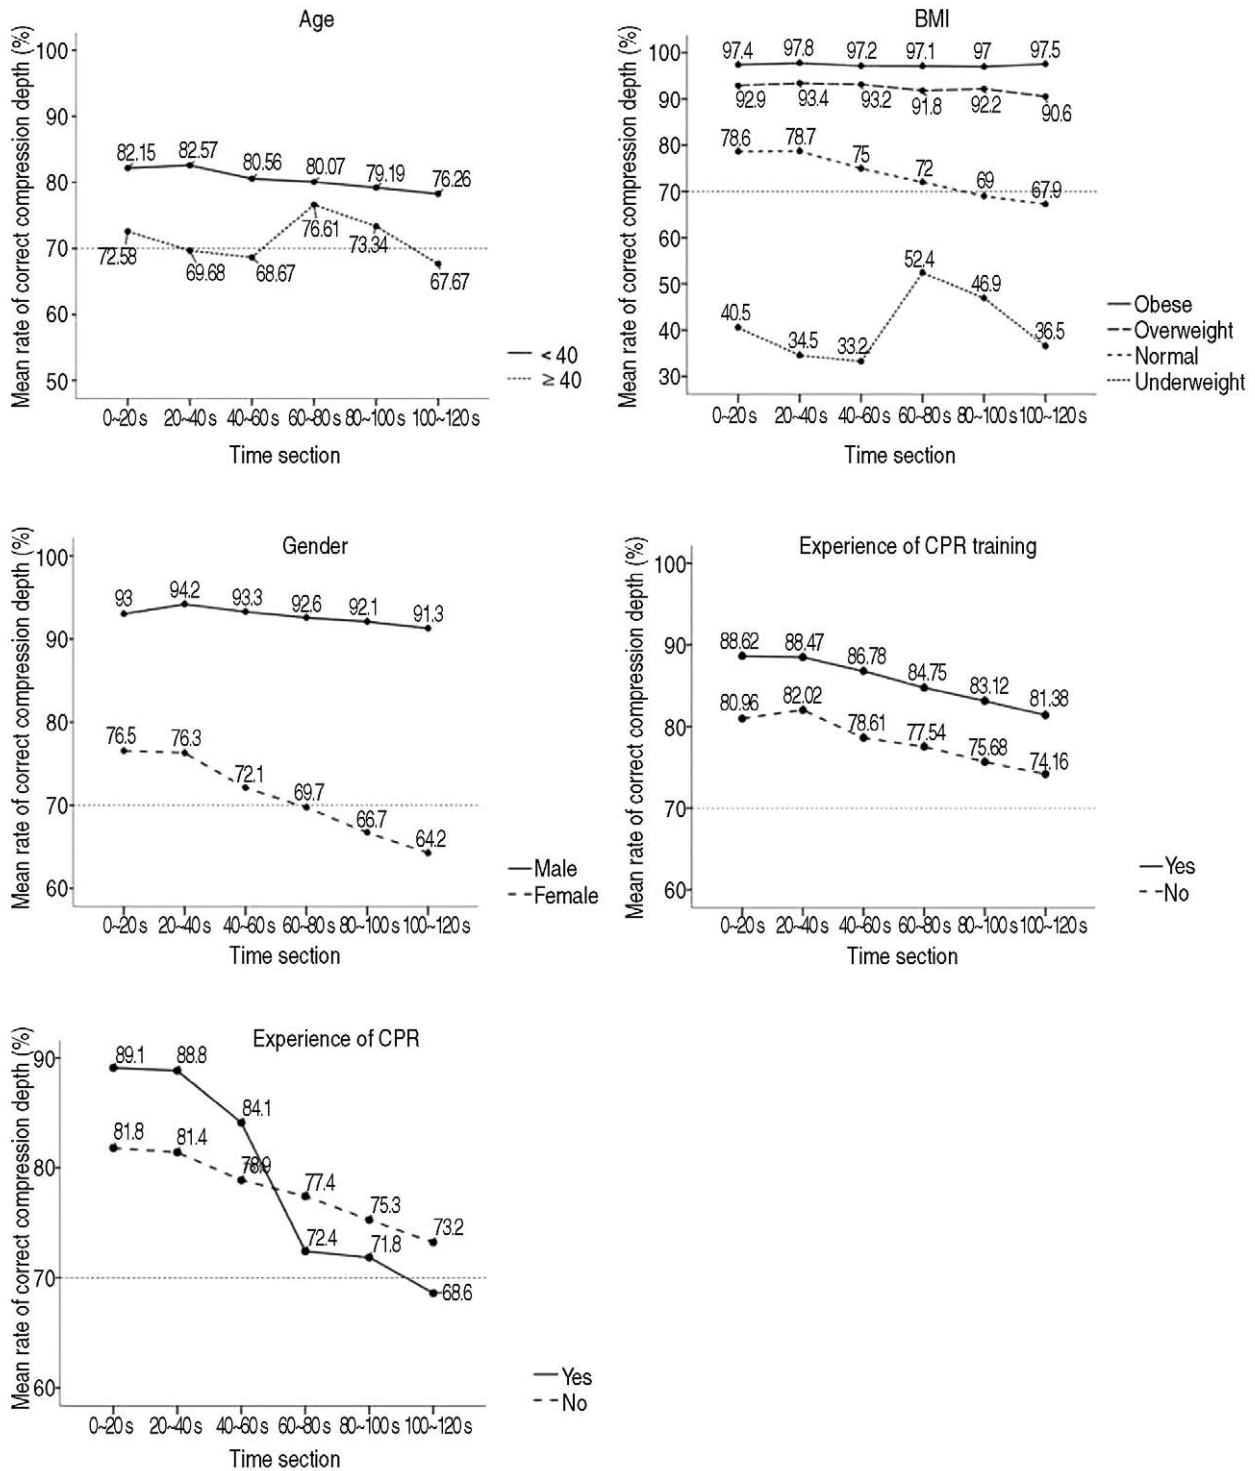 Age
Mean rate of correct compression depth (%)
100
90
80
70
60
50
82.15
82.57
80.56
80.07
79.19
76.26
72.58
69.68
68.67
76.61
73.34
67.67
0~20 s
20~40 s
40~60 s
60~80 s
80~100 s
100~120 s
Time section
< 40
≥ 40
BMI
Mean rate of correct compression depth (%)
100
90
80
70
60
50
40
30
97.4
97.8
97.2
97.1
97
97.5
92.9
93.4
93.2
91.8
92.2
90.6
78.6
78.7
75
72
69
67.9
40.5
34.5
33.2
52.4
46.9
36.5
0~20 s
20~40 s
40~60 s
60~80 s
80~100 s
100~120 s
Time section
Obese
Overweight
Normal
Underweight
Gender
Mean rate of correct compression depth (%)
100
90
80
70
60
93
94.2
93.3
92.6
92.1
91.3
76.5
76.3
72.1
69.7
66.7
64.2
0~20 s
20~40 s
40~60 s
60~80 s
80~100 s
100~120 s
Time section
Male
Female
Experience of CPR training
Mean rate of correct compression depth (%)
100
90
80
70
60
88.62
88.47
86.78
84.75
83.12
81.38
80.96
82.02
78.61
77.54
75.68
74.16
0~20 s
20~40 s
40~60 s
60~80 s
80~100 s
100~120 s
Time section
Yes
No
Experience of CPR
Mean rate of correct compression depth (%)
90
80
70
60
89.1
88.8
84.1
72.4
71.8
68.6
81.8
81.4
78.9
77.4
75.3
73.2
0~20 s
20~40 s
40~60 s
60~80 s
80~100 s
100~120 s
Time section
Yes
No